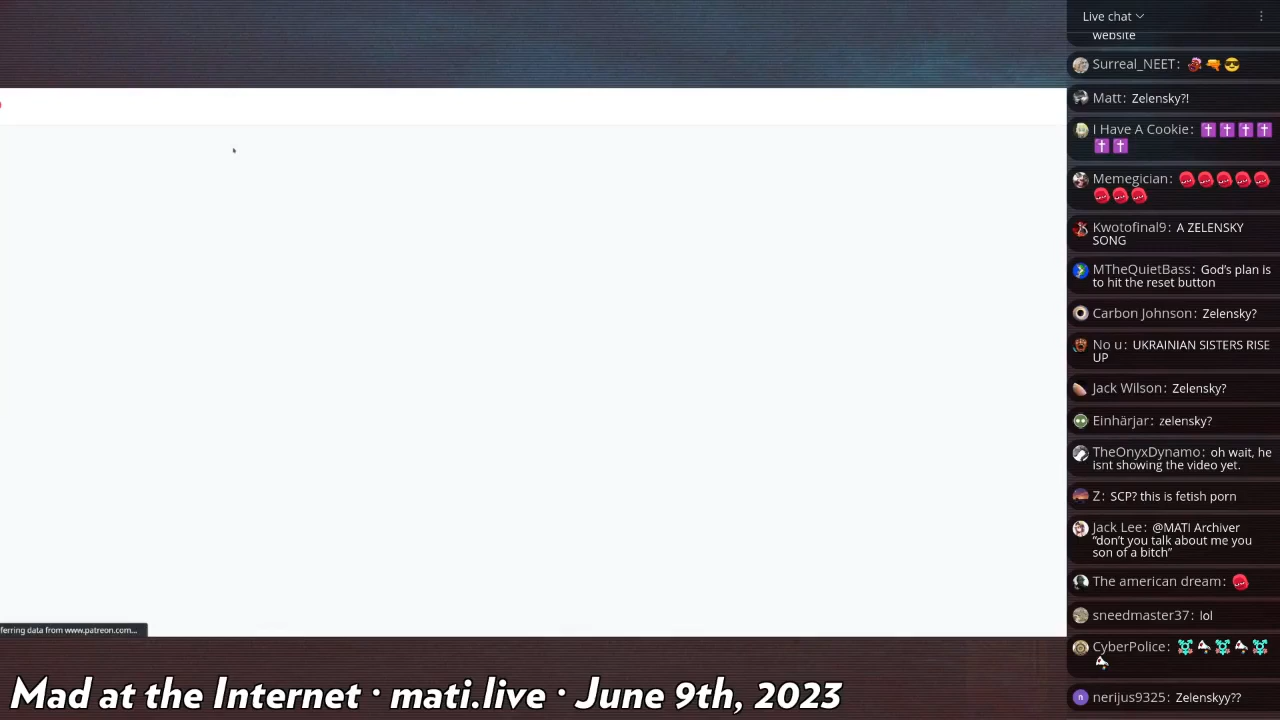 Live chat
website
Surreal_NEET:
Matt: Zelensky?!
I Have A Cookie:
Memegician:
Kwotofinal9: A ZELENSKY
SONG
MTheQuietBass: God's plan is
to hit the reset button
Carbon Johnson: Zelensky?
No u: UKRAINIAN SISTERS RISE
UP
Jack WIlson: Zelensky?
Einhärjar: zelensky?
TheOnyxDynamo: oh wait, he
isnt showing the video yet.
Z: SCP? this is fetish porn
Jack Lee: @MATI Archiver
"don't you talk about me you
son of a bitch"
The american dream:
sneedmaster37: lol
CyberPolice:
nerijus9325: Zelenskyy??
ferring data from www.patreon.com...
Mad at the Internet · mati.live · June 9th, 2023